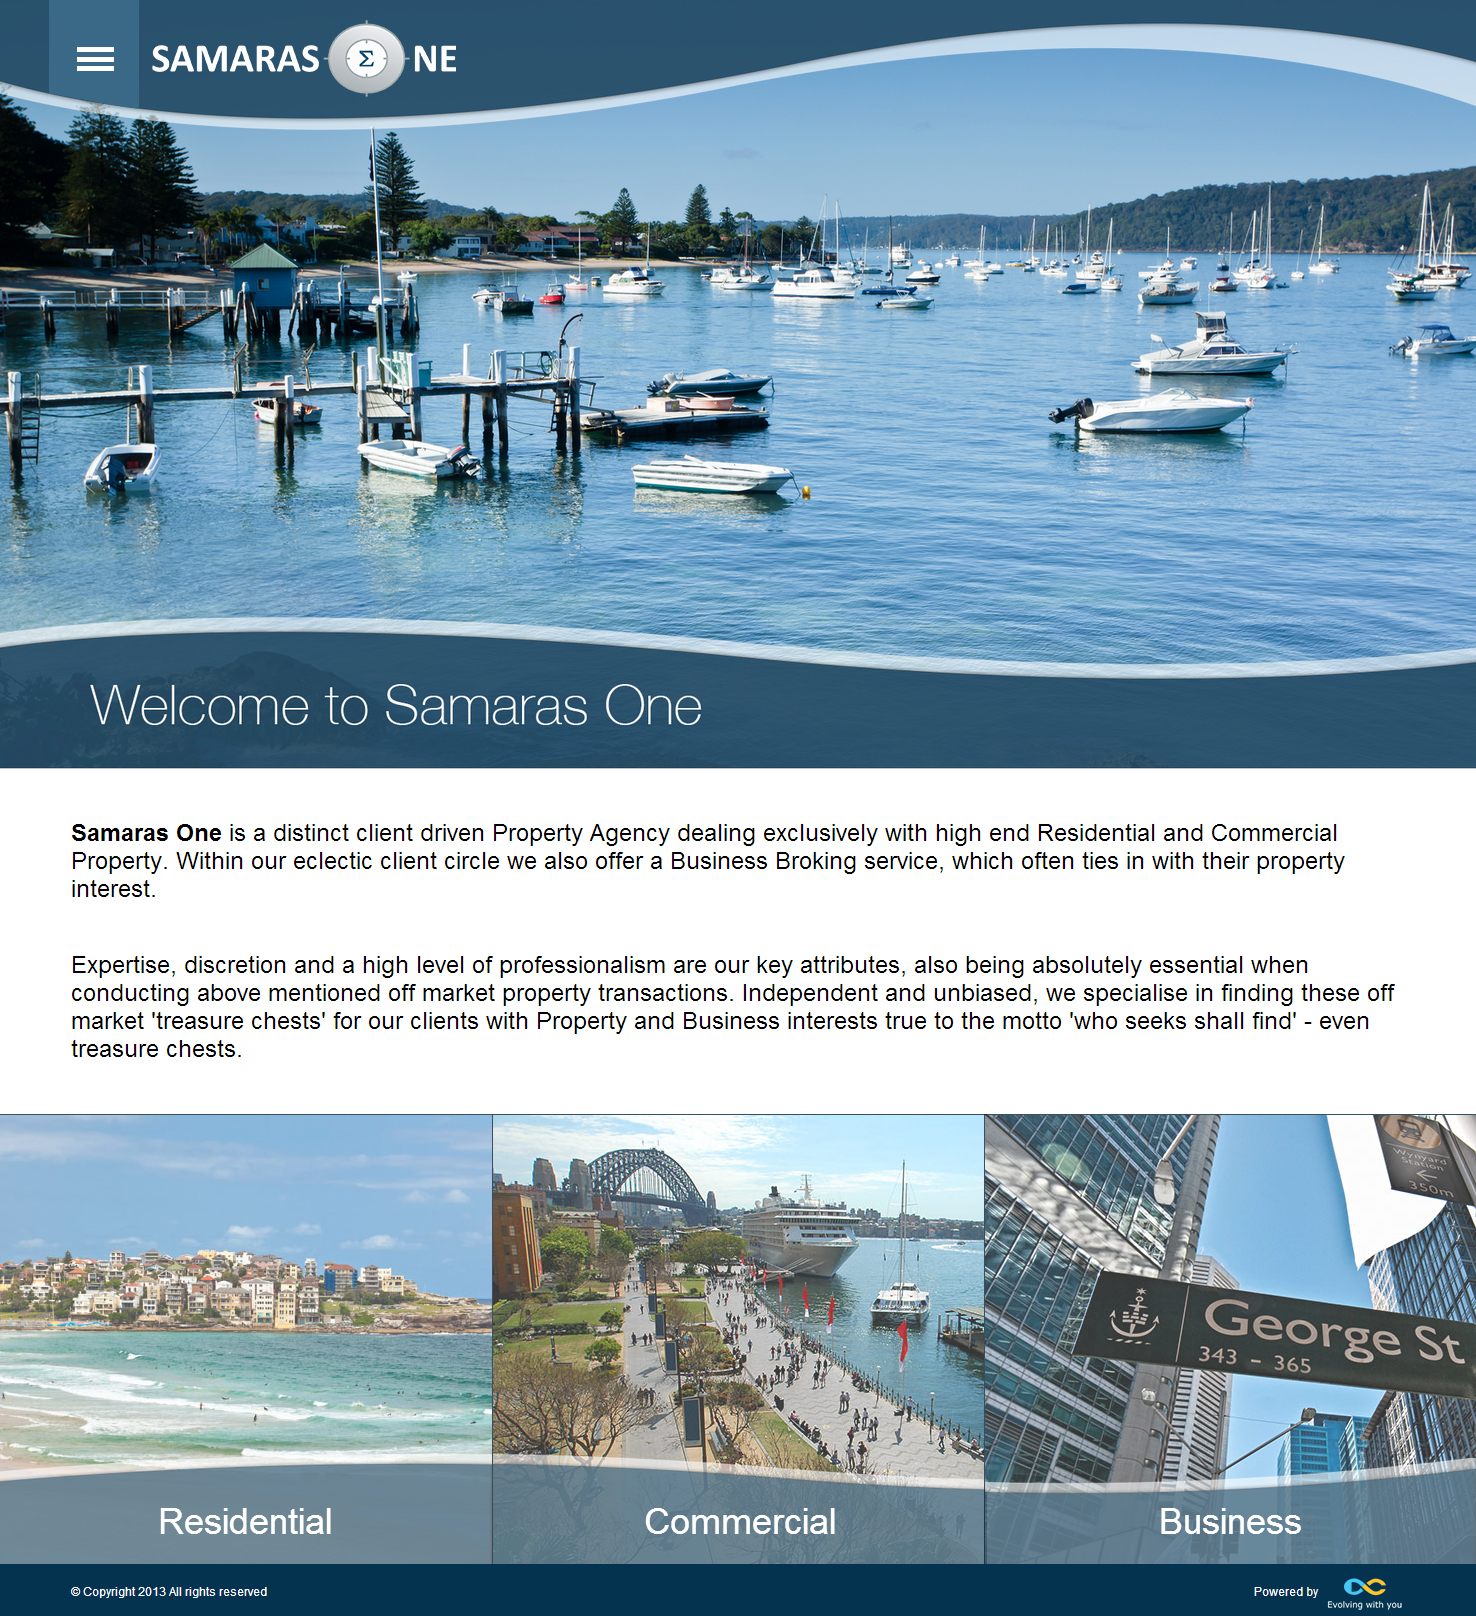 SAMARAS Σ NE
Welcome to Samaras One
Samaras One is a distinct client driven Property Agency dealing exclusively with high end Residential and Commercial
Property. Within our eclectic client circle we also offer a Business Broking service, which often ties in with their property
interest.
Expertise, discretion and a high level of professionalism are our key attributes, also being absolutely essential when
conducting above mentioned off market property transactions. Independent and unbiased, we specialise in finding these off
market 'treasure chests' for our clients with Property and Business interests true to the motto 'who seeks shall find' - even
treasure chests.
Wynyard
Station
350m
George St
343 - 365
Residential
Commercial
Business
© Copyright 2013 All rights reserved
Powered by
Evolving with you